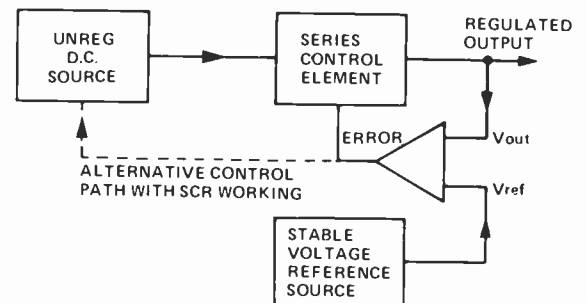 UNREG
D.C.
SOURCE
SERIES
CONTROL
ELEMENT
REGULATED
OUTPUT
ERROR
Vout
ALTERNATIVE CONTROL
PATH WITH SCR WORKING
Vref
STABLE
VOLTAGE
REFERENCE
SOURCE